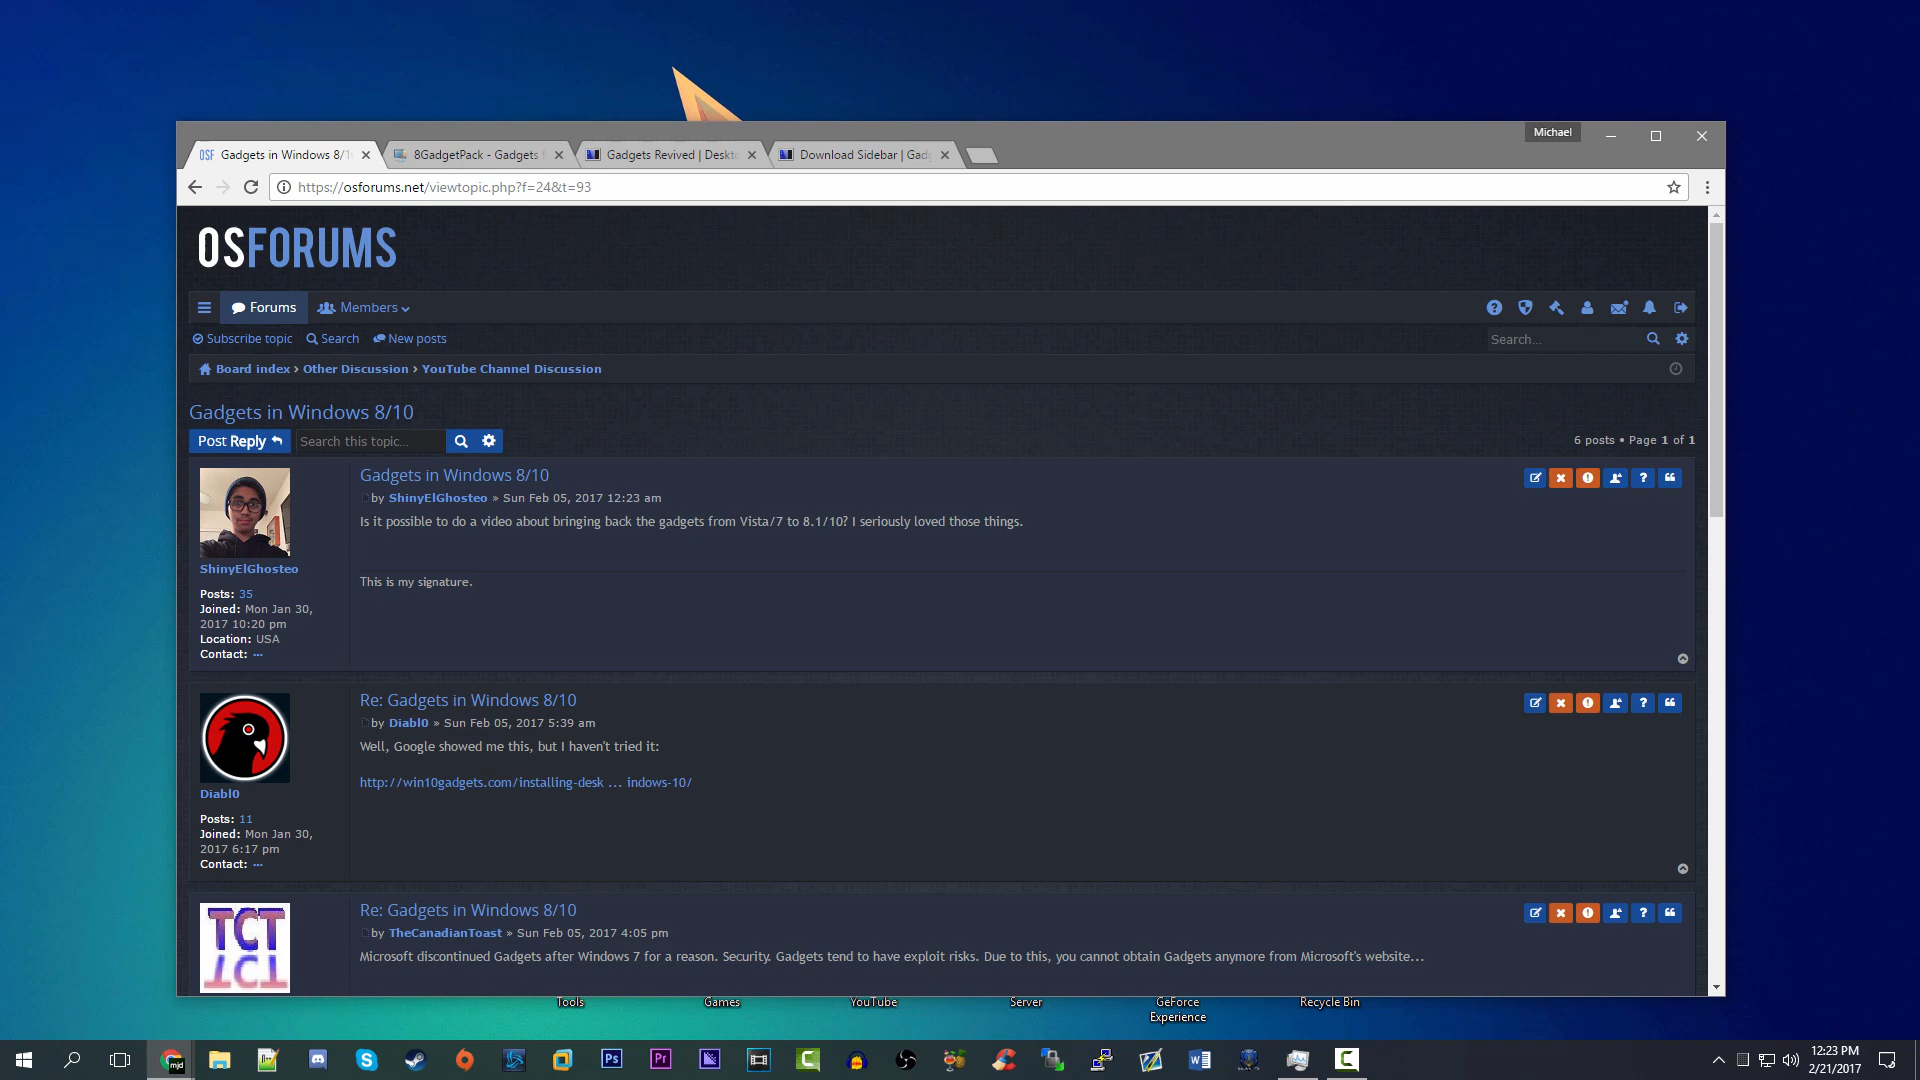 Michael
OSF Gadgets in Windows 8/1
8GadgetPack - Gadgets
Gadgets Revived | Deskto
Download Sidebar | Gadg
https://osforums.net/viewtopic.php?f=24&t=93
OSFORUMS
Forums Members
Subscribe topic Search New posts Search...
Board index › Other Discussion › YouTube Channel Discussion
Gadgets in Windows 8/10
Post Reply Search this topic... 6 posts • Page 1 of 1
Gadgets in Windows 8/10
by ShinyElGhosteo » Sun Feb 05, 2017 12:23 am
Is it possible to do a video about bringing back the gadgets from Vista/7 to 8.1/10? I seriously loved those things.
This is my signature.
ShinyElGhosteo
Posts: 35
Joined: Mon Jan 30,
2017 10:20 pm
Location: USA
Contact:
Re: Gadgets in Windows 8/10
by Diabl0 » Sun Feb 05, 2017 5:39 am
Well, Google showed me this, but I haven't tried it:
http://win10gadgets.com/installing-desk ... indows-10/
Diabl0
Posts: 11
Joined: Mon Jan 30,
2017 6:17 pm
Contact:
TCT
Re: Gadgets in Windows 8/10
by TheCanadianToast » Sun Feb 05, 2017 4:05 pm
Microsoft discontinued Gadgets after Windows 7 for a reason. Security. Gadgets tend to have exploit risks. Due to this, you cannot obtain Gadgets anymore from Microsoft's website...
Tools
Games
YouTube
Server
GeForce
Experience
Recycle Bin
mjd
Ps
Pr
12:23 PM
2/21/2017